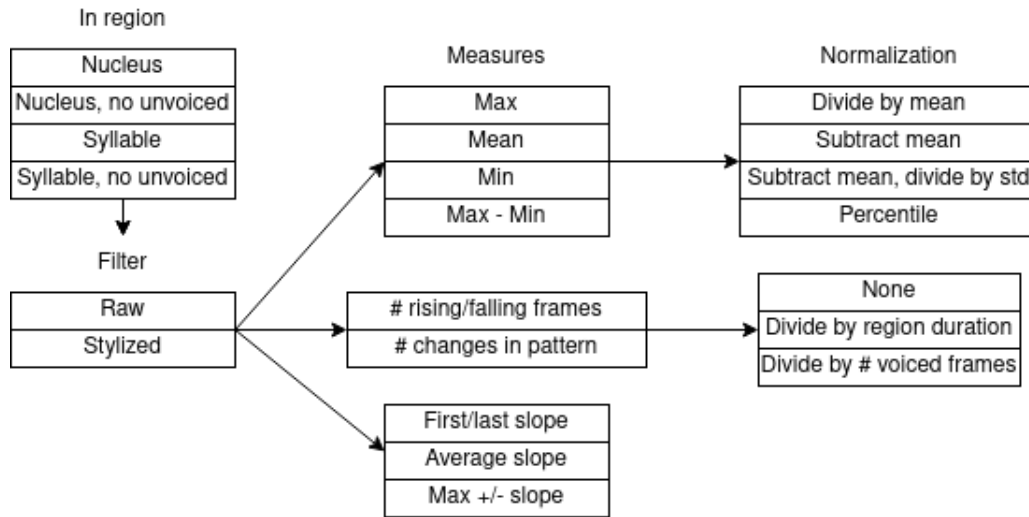 In region
Nucleus
Nucleus, no unvoiced
Syllable
Syllable, no unvoiced
Filter
Raw
Stylized
Measures
Max
Mean
Min
Max - Min
# rising/falling frames
# changes in pattern
First/last slope
Average slope
Max +/- slope
Normalization
Divide by mean
Subtract mean
Subtract mean, divide by std
Percentile
None
Divide by region duration
Divide by # voiced frames